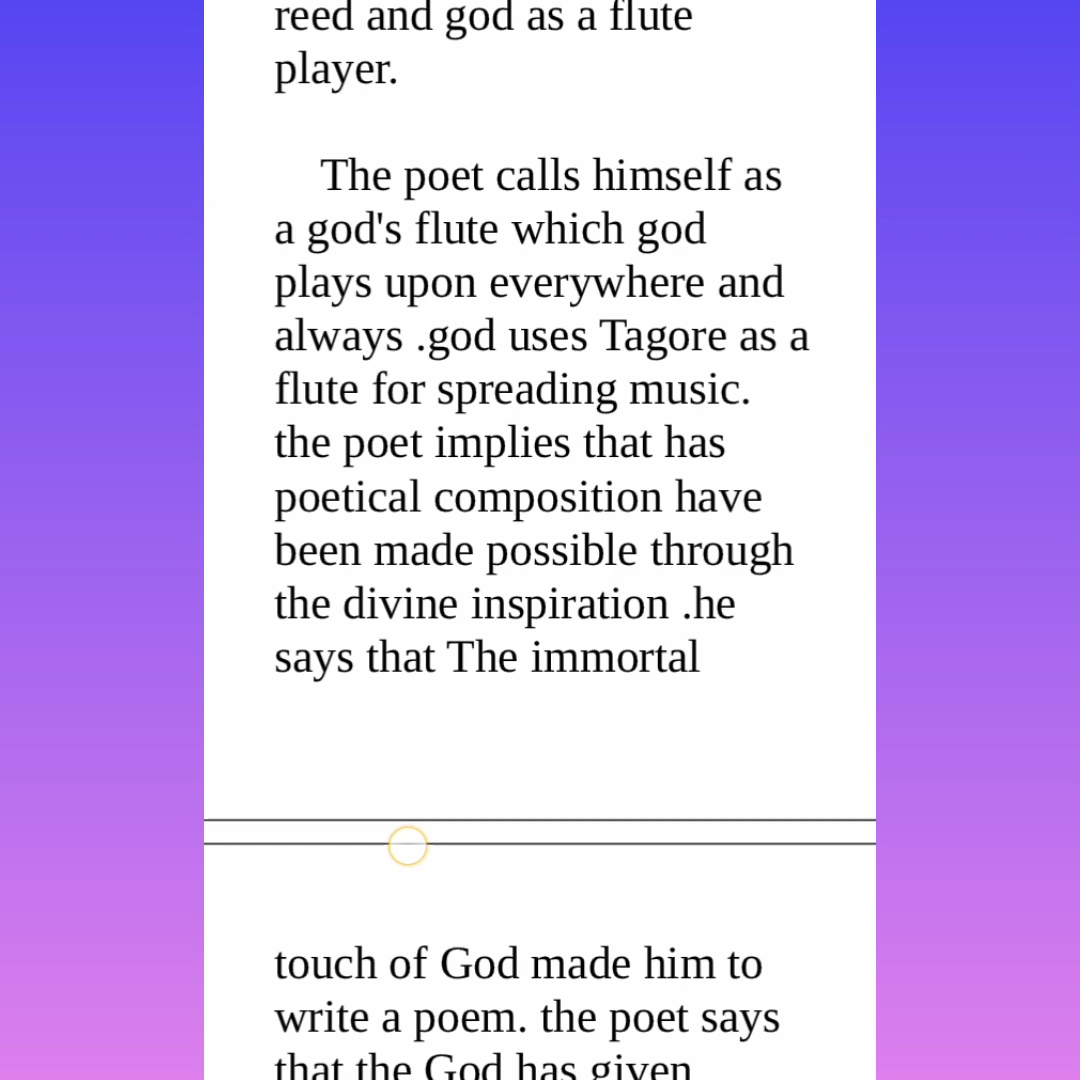 reed and god as a flute
player.
The poet calls himself as
a god's flute which god
plays upon everywhere and
always .god uses Tagore as a
flute for spreading music.
the poet implies that has
poetical composition have
been made possible through
the divine inspiration .he
says that The immortal
touch of God made him to
write a poem. the poet says
that the God has given